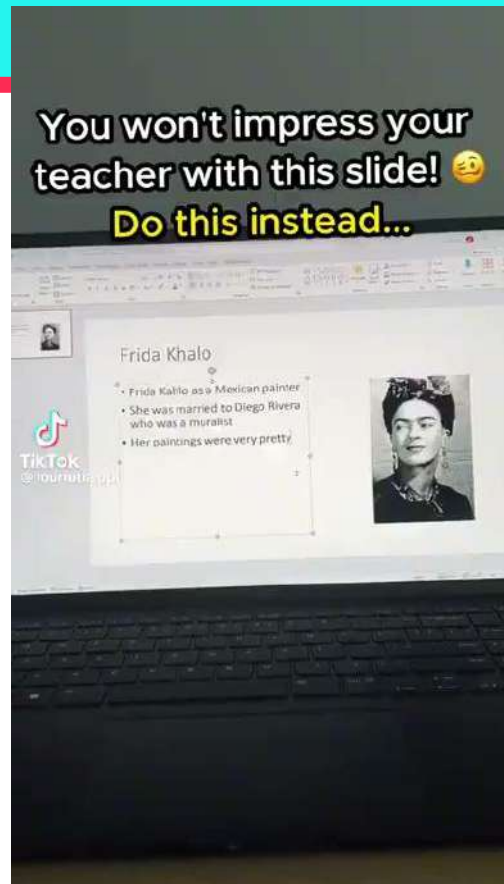 You won't impress your
teacher with this slide! 🥴
Do this instead...
Frida Khalo
• Frida Kahlo as a Mexican painter
• She was married to Diego Rivera
who was a muralist
• Her paintings were very pretty
TikTok